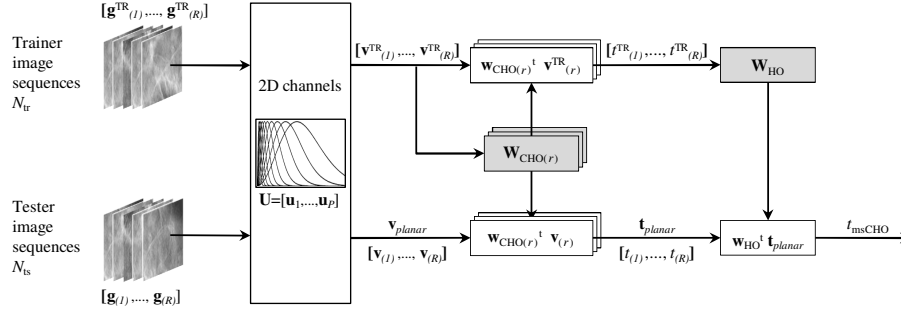 [g^TR_(1),..., g^TR_(R)]
Trainer
image
sequences
N_tr
2D channels
U=[u_1,...,u_P]
[v^TR_(1),..., v^TR_(R)]
w_CHO(r)^t v^TR_(r)
[t^TR_(1),..., t^TR_(R)]
W_HO
W_CHO(r)
Tester
image
sequences
N_ts
[g_(1),..., g_(R)]
v_planar
[v_(1),..., v_(R)]
w_CHO(r)^t v_(r)
t_planar
[t_(1),..., t_(R)]
w_HO^t t_planar
t_msCHO